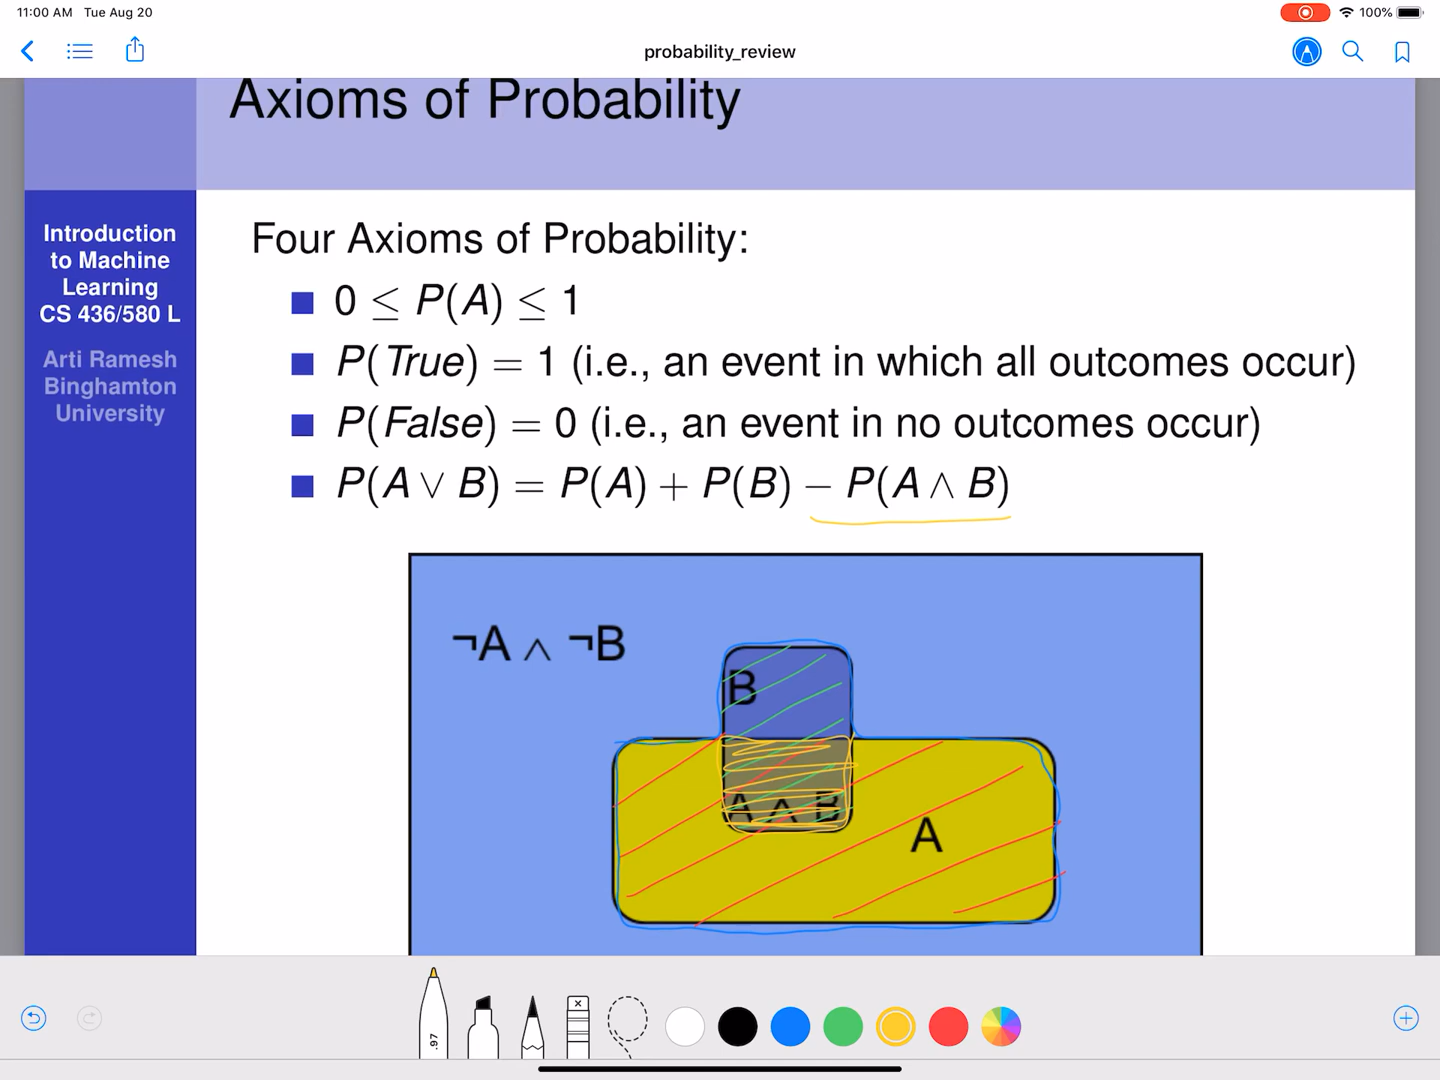 11:00 AM Tue Aug 20
100%
probability_review
Axioms of Probability
Introduction
to Machine
Learning
CS 436/580 L
Arti Ramesh
Binghamton
University
Four Axioms of Probability:
0 ≤ P(A) ≤ 1
P(True) = 1 (i.e., an event in which all outcomes occur)
P(False) = 0 (i.e., an event in no outcomes occur)
P(A ∨ B) = P(A) + P(B) − P(A ∧ B)
¬A ∧ ¬B
B
A ∧ B
A
.97